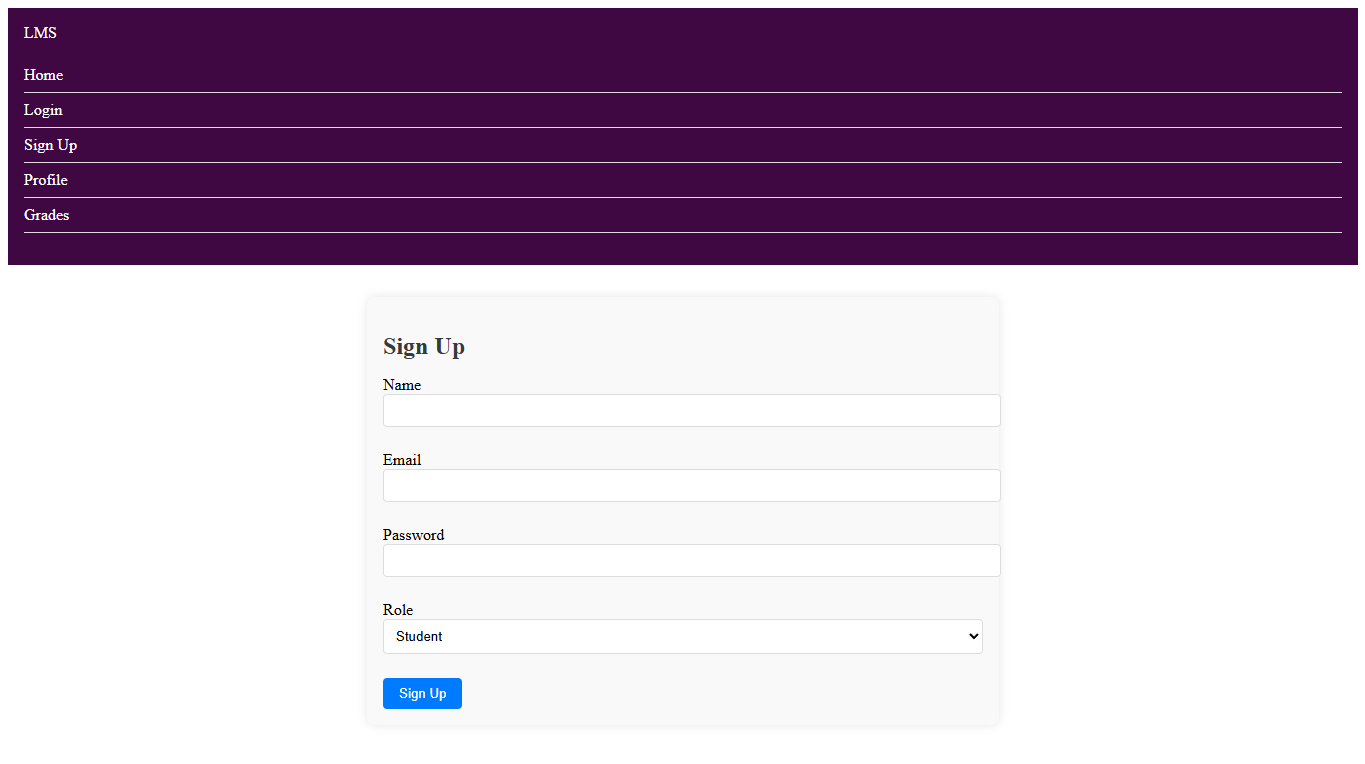 LMS
Home
Login
Sign Up
Profile
Grades
Sign Up
Name
Email
Password
Role
Student
Sign Up